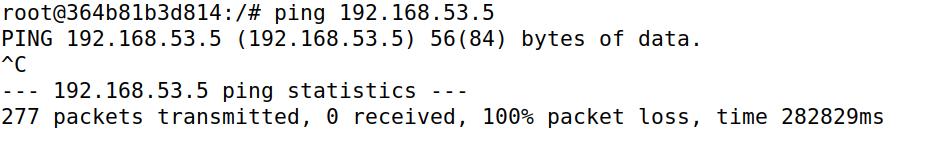 root@364b81b3d814:/# ping 192.168.53.5
PING 192.168.53.5 (192.168.53.5) 56(84) bytes of data.
^C
--- 192.168.53.5 ping statistics ---
277 packets transmitted, 0 received, 100% packet loss, time 282829ms